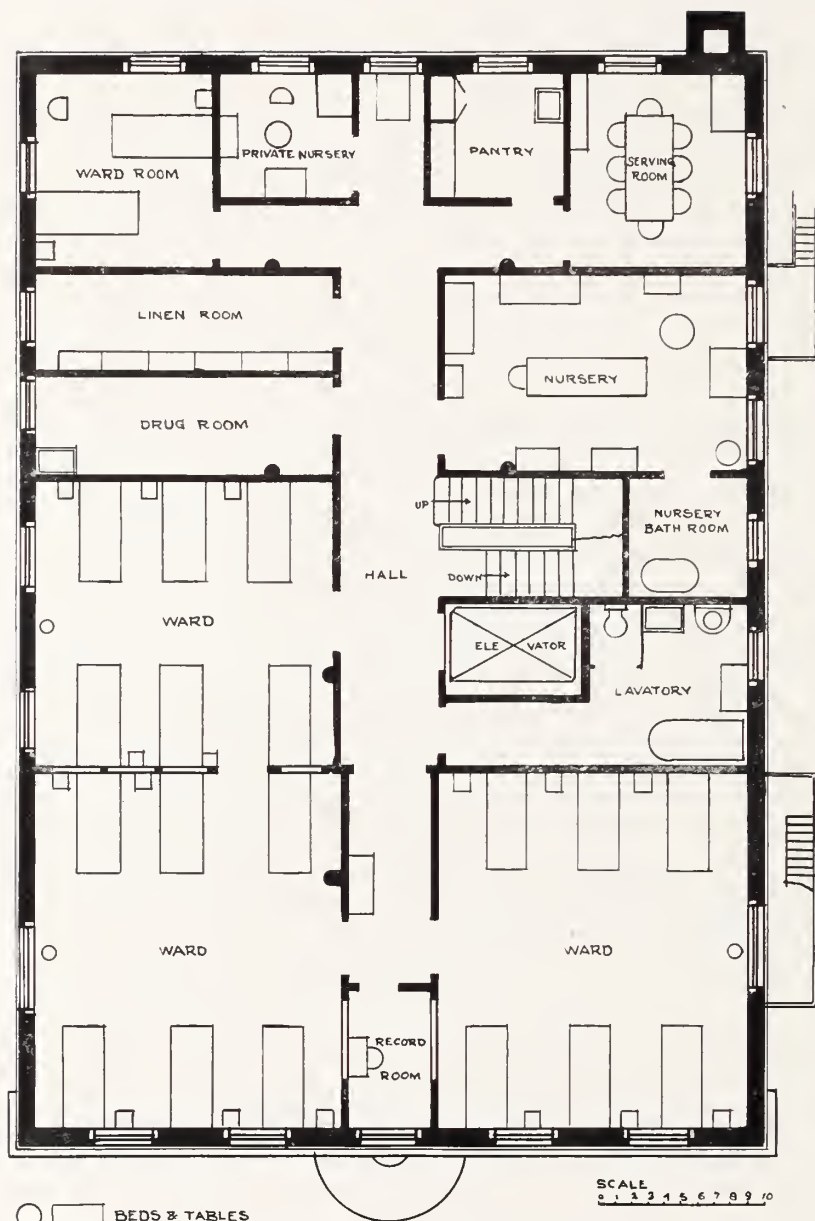 WARD ROOM
PRIVATE NURSERY
PANTRY
SERVING
ROOM
LINEN ROOM
NURSERY
DRUG ROOM
UP
NURSERY
BATH ROOM
HALL
DOWN
WARD
ELE VATOR
LAVATORY
WARD
WARD
RECORD
ROOM
SCALE
0 1 2 3 4 5 6 7 8 9 10
BEDS & TABLES